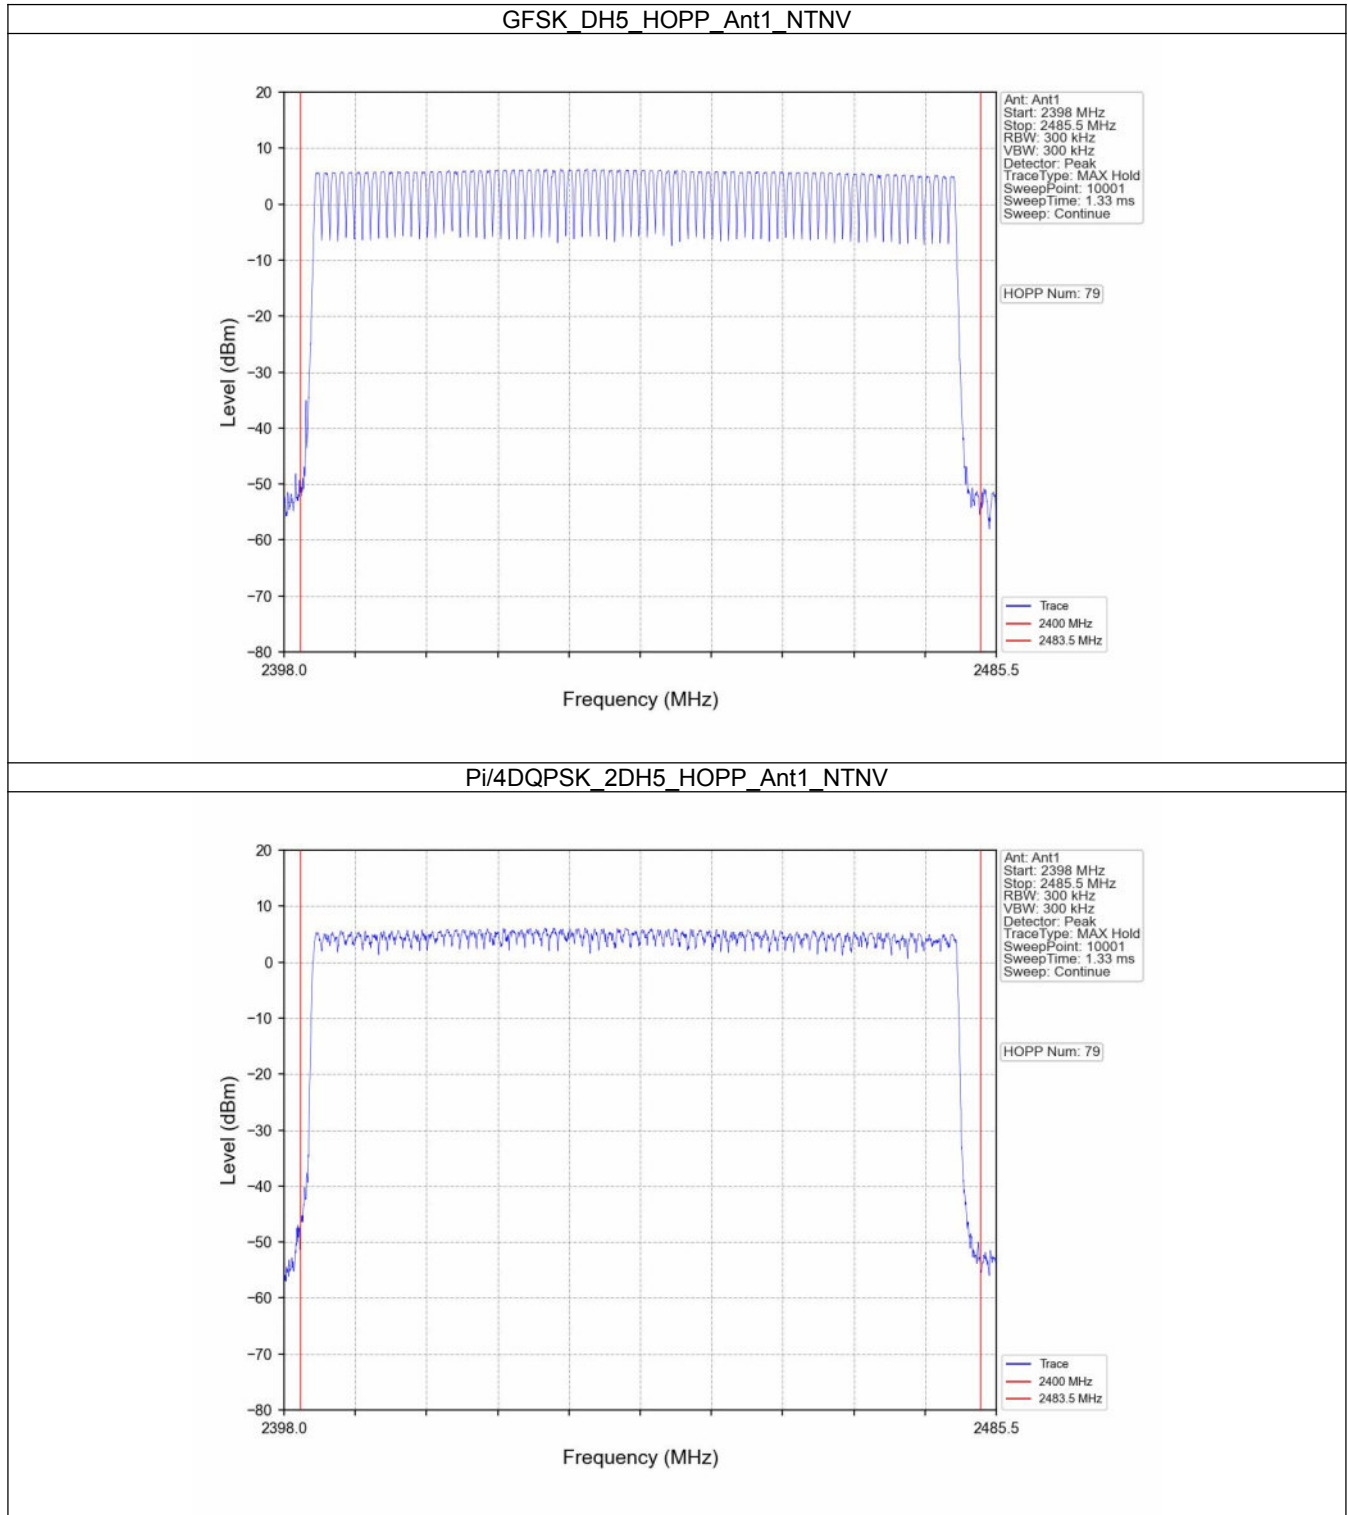 GFSK_DH5_HOPP_Ant1_NTNV
20
10
0
−10
−20
−30
−40
−50
−60
−70
−80
Level (dBm)
2398.0
2485.5
Frequency (MHz)
Ant: Ant1
Start: 2398 MHz
Stop: 2485.5 MHz
RBW: 300 kHz
VBW: 300 kHz
Detector: Peak
TraceType: MAX Hold
SweepPoint: 10001
SweepTime: 1.33 ms
Sweep: Continue
HOPP Num: 79
Trace
2400 MHz
2483.5 MHz
Pi/4DQPSK_2DH5_HOPP_Ant1_NTNV
20
10
0
−10
−20
−30
−40
−50
−60
−70
−80
Level (dBm)
2398.0
2485.5
Frequency (MHz)
Ant: Ant1
Start: 2398 MHz
Stop: 2485.5 MHz
RBW: 300 kHz
VBW: 300 kHz
Detector: Peak
TraceType: MAX Hold
SweepPoint: 10001
SweepTime: 1.33 ms
Sweep: Continue
HOPP Num: 79
Trace
2400 MHz
2483.5 MHz